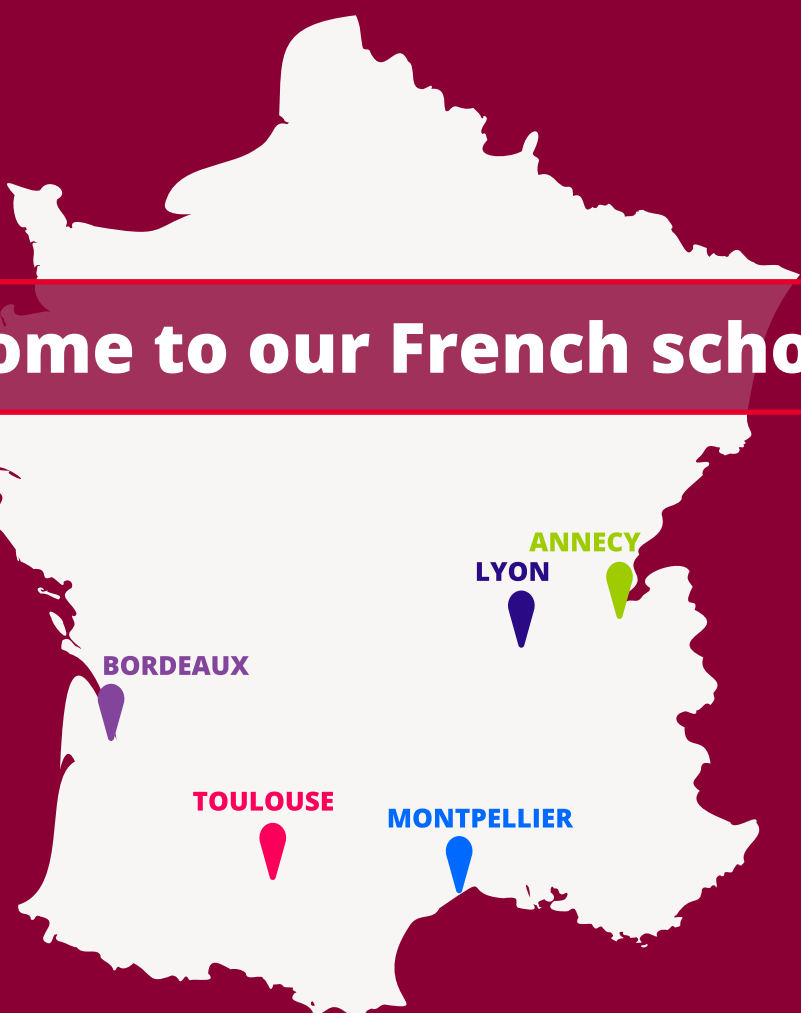 ome to our French scho
ANNECY
LYON
BORDEAUX
TOULOUSE
MONTPELLIER